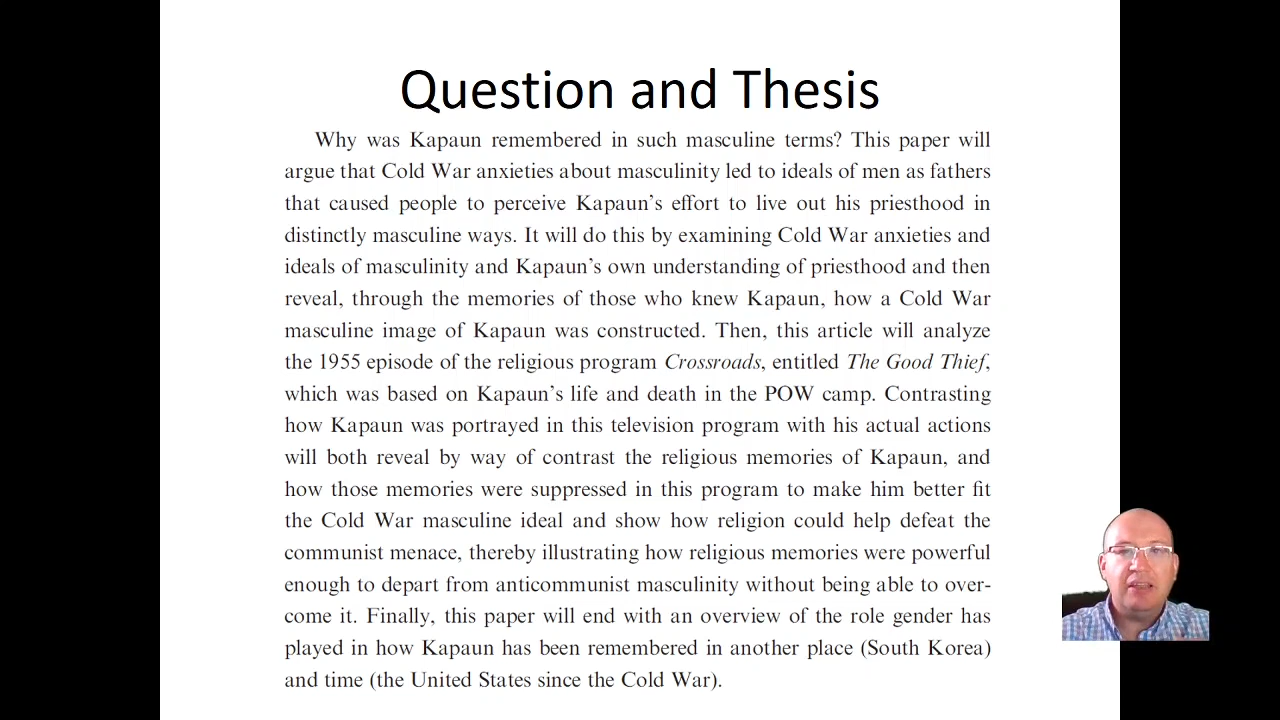 Question and Thesis
Why was Kapaun remembered in such masculine terms? This paper will
argue that Cold War anxieties about masculinity led to ideals of men as fathers
that caused people to perceive Kapaun's effort to live out his priesthood in
distinctly masculine ways. It will do this by examining Cold War anxieties and
ideals of masculinity and Kapaun's own understanding of priesthood and then
reveal, through the memories of those who knew Kapaun, how a Cold War
masculine image of Kapaun was constructed. Then, this article will analyze
the 1955 episode of the religious program Crossroads, entitled The Good Thief,
which was based on Kapaun's life and death in the POW camp. Contrasting
how Kapaun was portrayed in this television program with his actual actions
will both reveal by way of contrast the religious memories of Kapaun, and
how those memories were suppressed in this program to make him better fit
the Cold War masculine ideal and show how religion could help defeat the
communist menace, thereby illustrating how religious memories were powerful
enough to depart from anticommunist masculinity without being able to over-
come it. Finally, this paper will end with an overview of the role gender has
played in how Kapaun has been remembered in another place (South Korea)
and time (the United States since the Cold War).